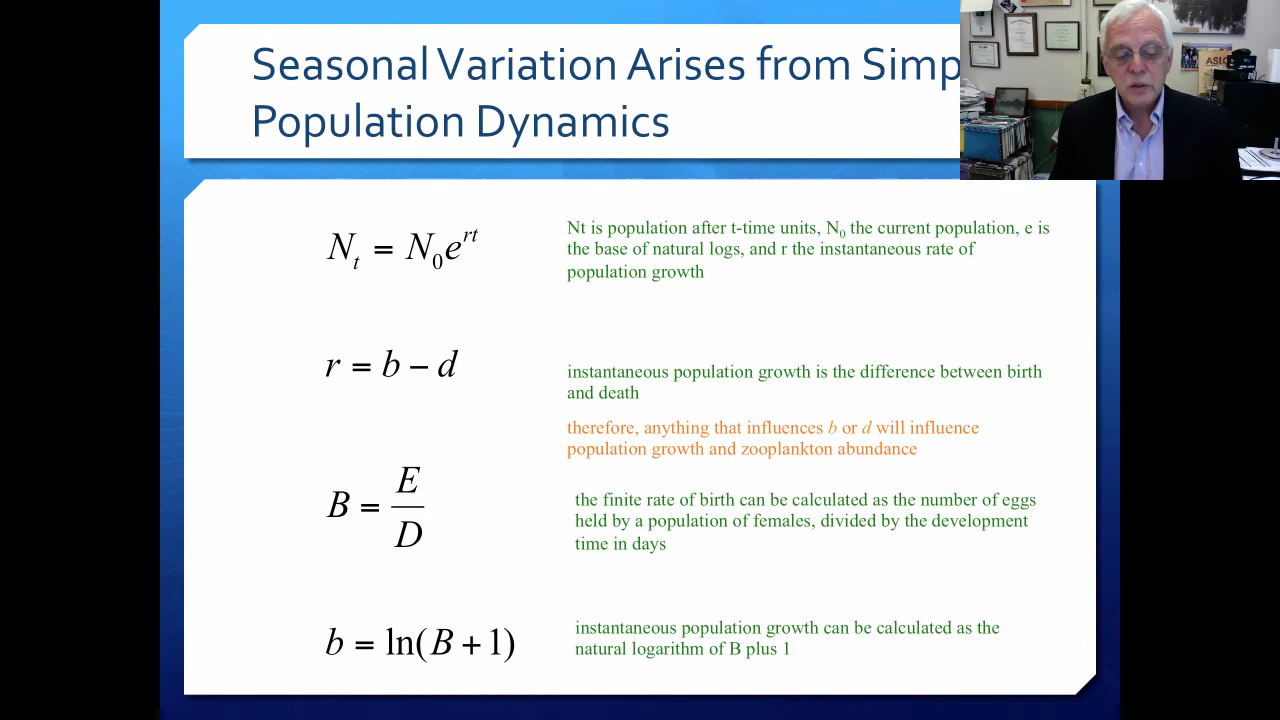 Seasonal Variation Arises from Simp
Population Dynamics
ASLO
N_t = N_0e^{rt}
Nt is population after t-time units, N_0 the current population, e is
the base of natural logs, and r the instantaneous rate of
population growth
r = b − d
instantaneous population growth is the difference between birth
and death
therefore, anything that influences b or d will influence
population growth and zooplankton abundance
B = E/D
the finite rate of birth can be calculated as the number of eggs
held by a population of females, divided by the development
time in days
b = ln(B + 1)
instantaneous population growth can be calculated as the
natural logarithm of B plus 1